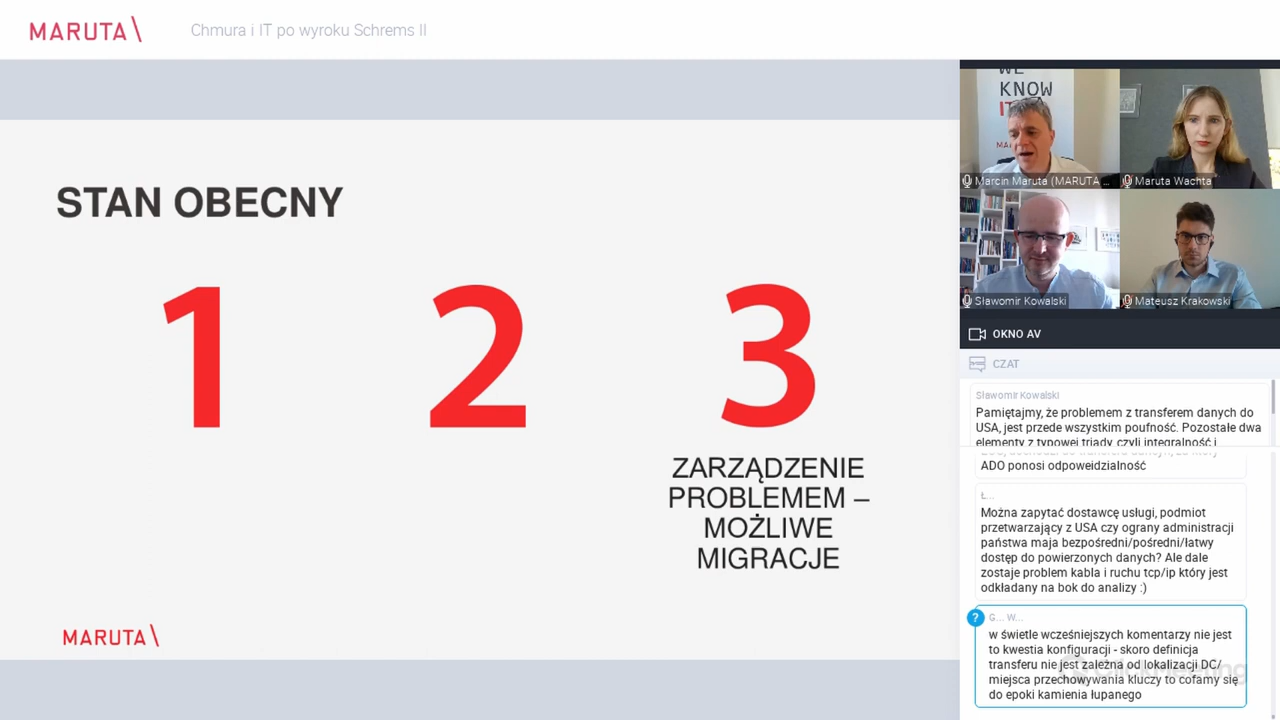 MARUTA\
Chmura i IT po wyroku Schrems II
STAN OBECNY
1
2
3
ZARZĄDZENIE
PROBLEMEM –
MOŻLIWE
MIGRACJE
MARUTA\
WE
KNOW
IT
Marcin Maruta (MARUTA ...
Maruta Wachta
Sławomir Kowalski
Mateusz Krakowski
OKNO AV
CZAT
Sławomir Kowalski
Pamiętajmy, że problemem z transferem danych do
USA, jest przede wszystkim poufność. Pozostałe dwa
elementy z typowej triady, czyli integralność i
ADO ponosi odpoweidzialność
Ł...
Można zapytać dostawcę usługi, podmiot
przetwarzający z USA czy ograny administracji
państwa maja bezpośredni/pośredni/łatwy
dostęp do powierzonych danych? Ale dale
zostaje problem kabla i ruchu tcp/ip który jest
odkładany na bok do analizy :)
?
G... W...
w świetle wcześniejszych komentarzy nie jest
to kwestia konfiguracji - skoro definicja
transferu nie jest zależna od lokalizacji DC/
miejsca przechowywania kluczy to cofamy się
do epoki kamienia łupanego